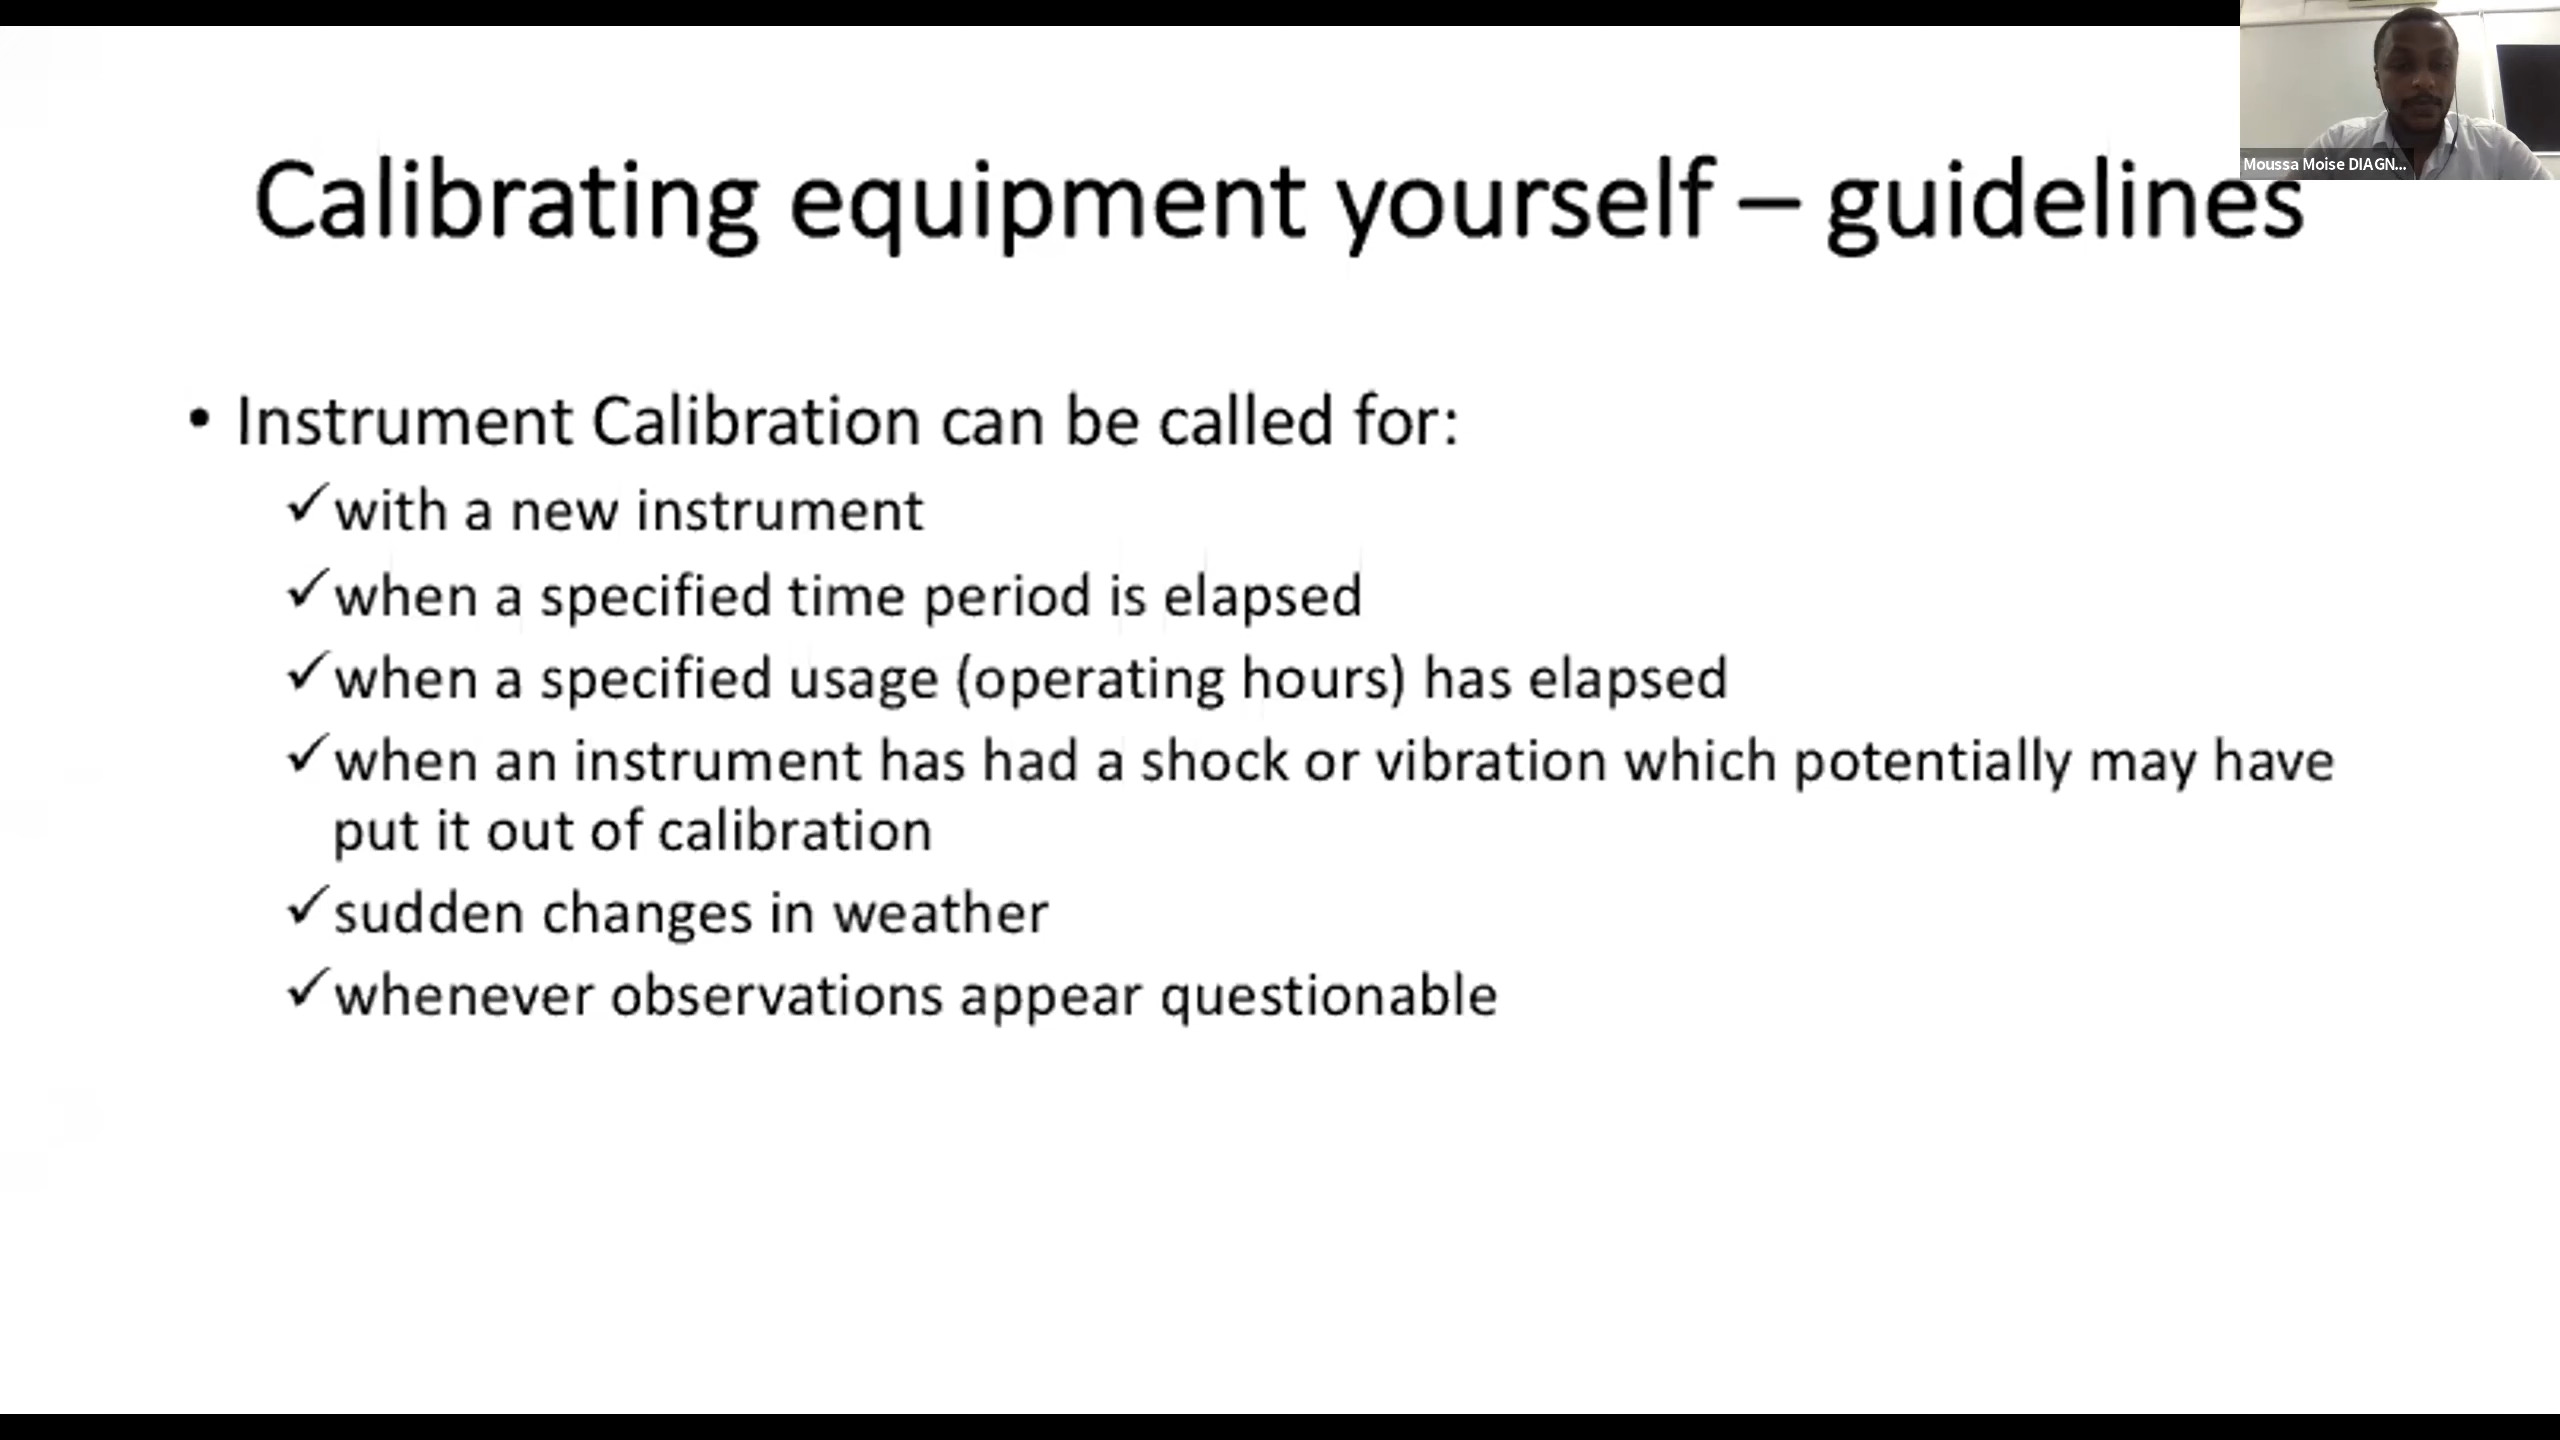 Moussa Moise DIAGN...
Calibrating equipment yourself – guidelines
• Instrument Calibration can be called for:
✓with a new instrument
✓when a specified time period is elapsed
✓when a specified usage (operating hours) has elapsed
✓when an instrument has had a shock or vibration which potentially may have
put it out of calibration
✓sudden changes in weather
✓whenever observations appear questionable